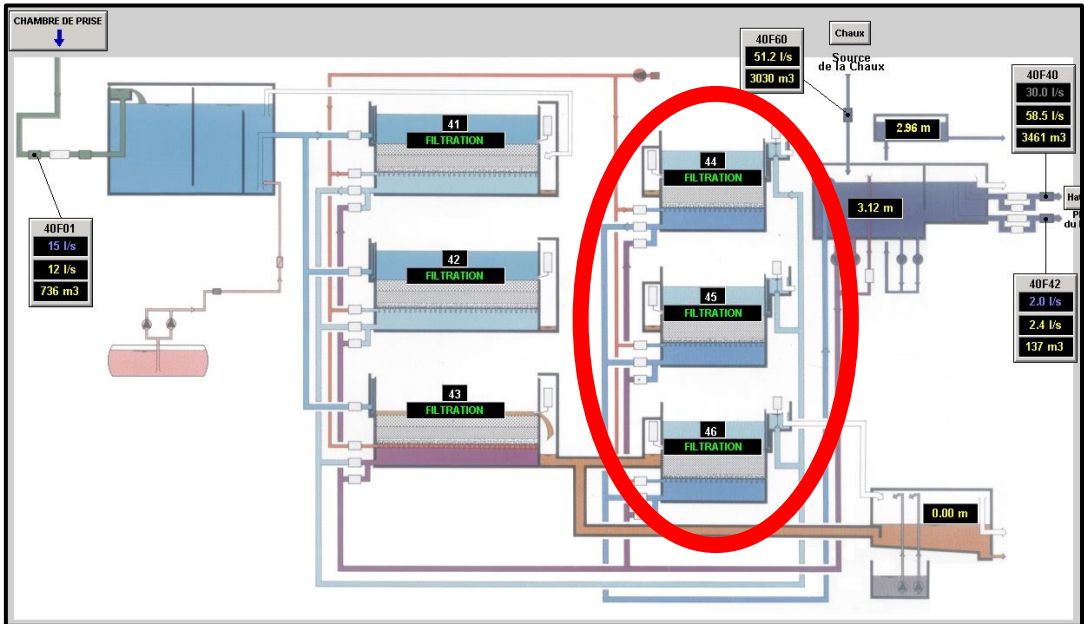 CHAMBRE DE PRISE
40F01
15 l/s
12 l/s
736 m3
41
FILTRATION
42
FILTRATION
43
FILTRATION
44
FILTRATION
45
FILTRATION
46
FILTRATION
40F60
51.2 l/s
3030 m3
Chaux
Source
de la Chaux
2.96 m
3.12 m
40F40
30.0 l/s
58.5 l/s
3461 m3
Hau
40F42
2.0 l/s
2.4 l/s
137 m3
0.00 m